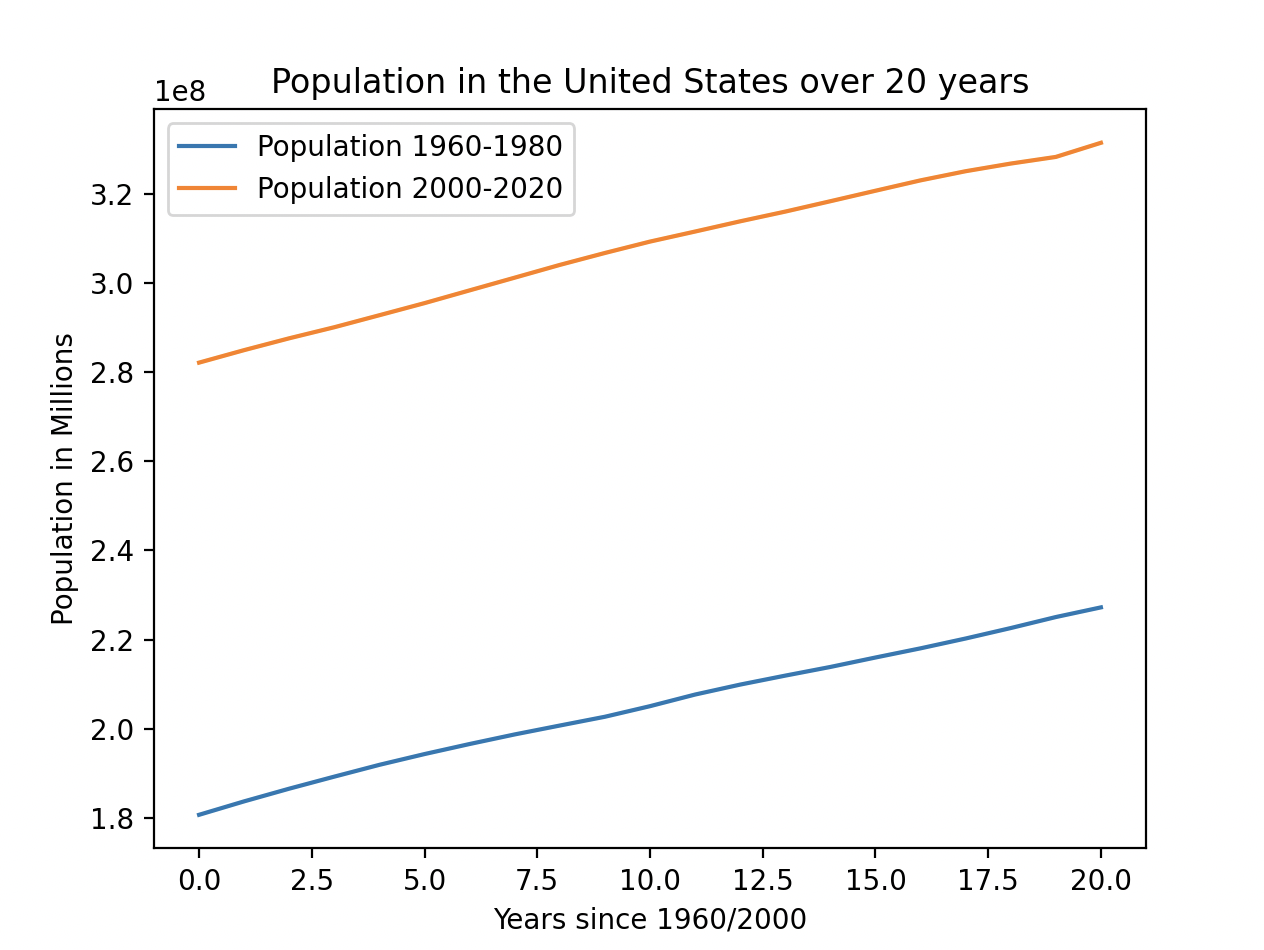 Population in the United States over 20 years
1e8
Population 1960-1980
Population 2000-2020
3.2
3.0
2.8
2.6
2.4
2.2
2.0
1.8
Population in Millions
0.0 2.5 5.0 7.5 10.0 12.5 15.0 17.5 20.0
Years since 1960/2000